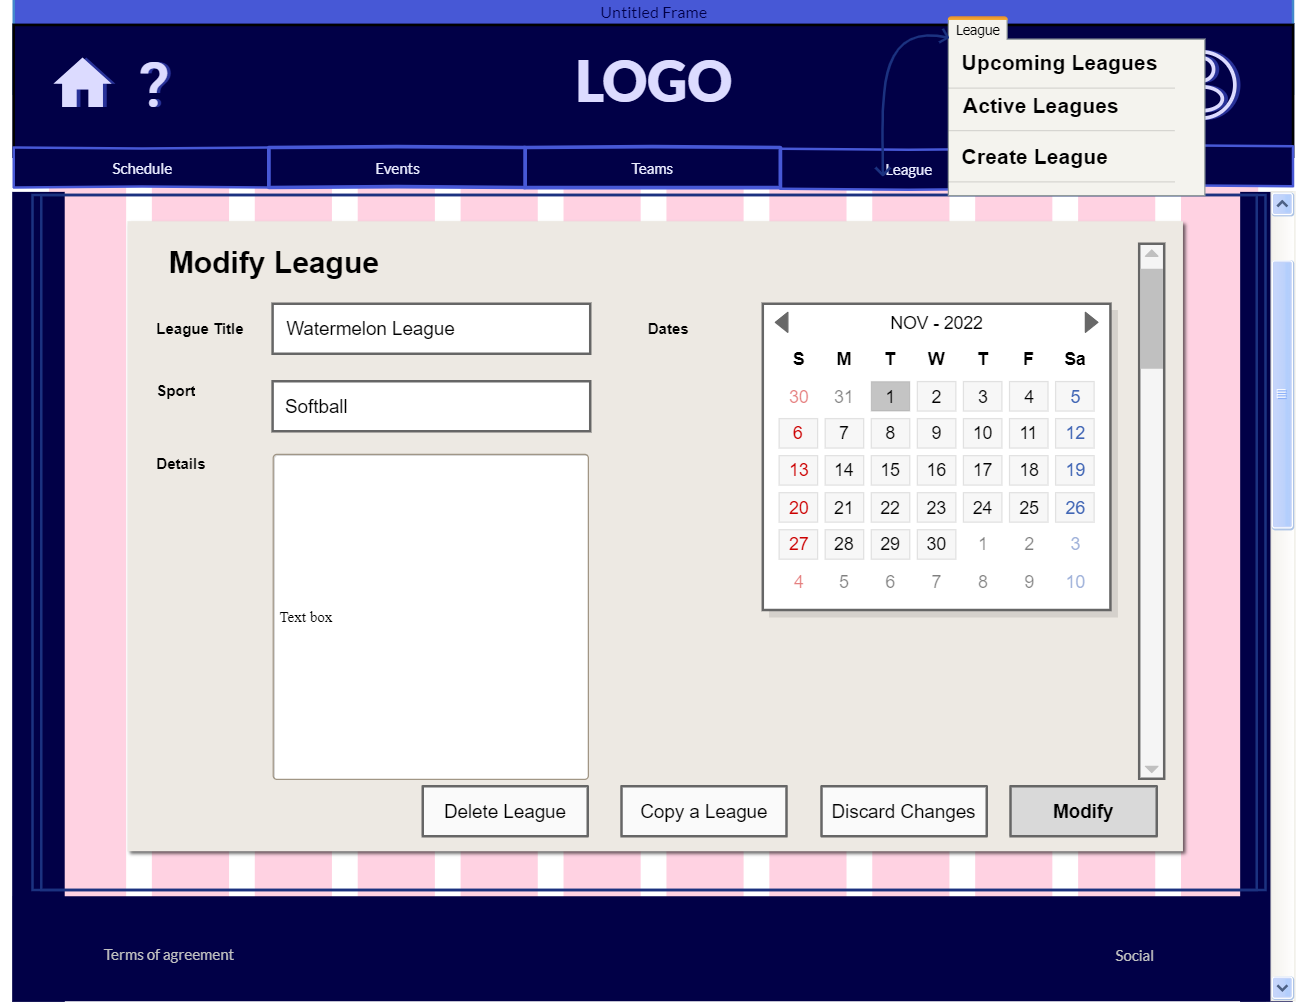 Untitled Frame
League
Upcoming Leagues
Active Leagues
Create League
?
LOGO
Schedule
Events
Teams
League
Modify League
League Title
Watermelon League
Dates
NOV - 2022
S M T W T F Sa
30 31 1 2 3 4 5
6 7 8 9 10 11 12
13 14 15 16 17 18 19
20 21 22 23 24 25 26
27 28 29 30 1 2 3
4 5 6 7 8 9 10
Sport
Softball
Details
Text box
Delete League
Copy a League
Discard Changes
Modify
Terms of agreement
Social